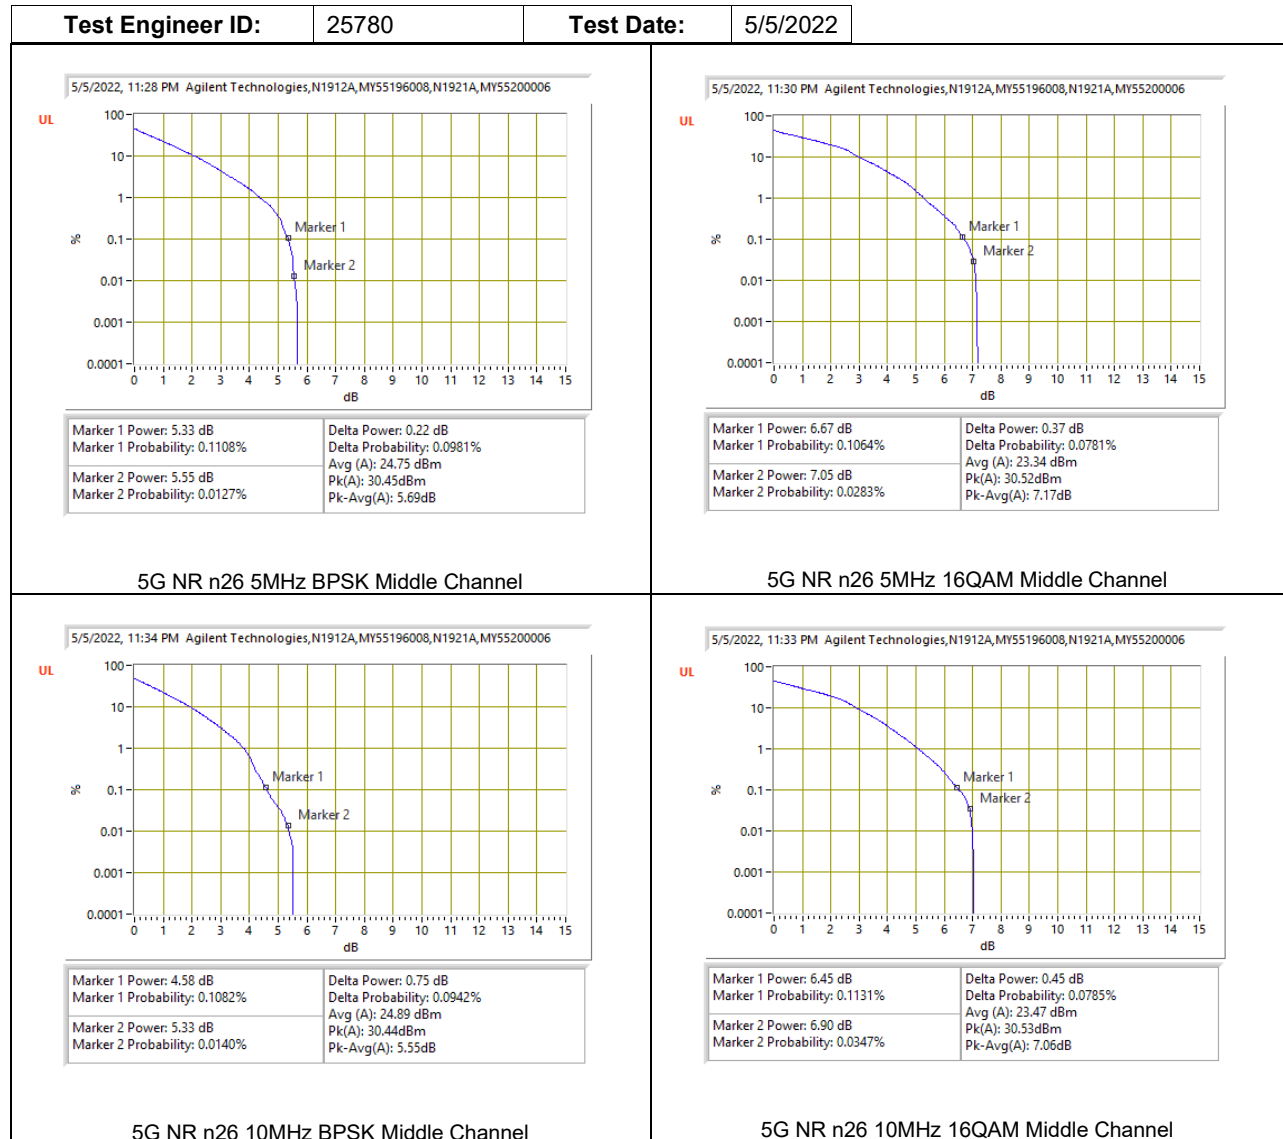 Test Engineer ID: 25780 Test Date: 5/5/2022
5/5/2022, 11:28 PM Agilent Technologies,N1912A,MY55196008,N1921A,MY55200006
UL
100
10
1
0.1
0.01
0.001
0.0001
%
Marker 1
Marker 2
0 1 2 3 4 5 6 7 8 9 10 11 12 13 14 15
dB
Marker 1 Power: 5.33 dB
Marker 1 Probability: 0.1108%
Marker 2 Power: 5.55 dB
Marker 2 Probability: 0.0127%
Delta Power: 0.22 dB
Delta Probability: 0.0981%
Avg (A): 24.75 dBm
Pk(A): 30.45dBm
Pk-Avg(A): 5.69dB
5G NR n26 5MHz BPSK Middle Channel
5/5/2022, 11:30 PM Agilent Technologies,N1912A,MY55196008,N1921A,MY55200006
UL
100
10
1
0.1
0.01
0.001
0.0001
%
Marker 1
Marker 2
0 1 2 3 4 5 6 7 8 9 10 11 12 13 14 15
dB
Marker 1 Power: 6.67 dB
Marker 1 Probability: 0.1064%
Marker 2 Power: 7.05 dB
Marker 2 Probability: 0.0283%
Delta Power: 0.37 dB
Delta Probability: 0.0781%
Avg (A): 23.34 dBm
Pk(A): 30.52dBm
Pk-Avg(A): 7.17dB
5G NR n26 5MHz 16QAM Middle Channel
5/5/2022, 11:34 PM Agilent Technologies,N1912A,MY55196008,N1921A,MY55200006
UL
100
10
1
0.1
0.01
0.001
0.0001
%
Marker 1
Marker 2
0 1 2 3 4 5 6 7 8 9 10 11 12 13 14 15
dB
Marker 1 Power: 4.58 dB
Marker 1 Probability: 0.1082%
Marker 2 Power: 5.33 dB
Marker 2 Probability: 0.0140%
Delta Power: 0.75 dB
Delta Probability: 0.0942%
Avg (A): 24.89 dBm
Pk(A): 30.44dBm
Pk-Avg(A): 5.55dB
5G NR n26 10MHz BPSK Middle Channel
5/5/2022, 11:33 PM Agilent Technologies,N1912A,MY55196008,N1921A,MY55200006
UL
100
10
1
0.1
0.01
0.001
0.0001
%
Marker 1
Marker 2
0 1 2 3 4 5 6 7 8 9 10 11 12 13 14 15
dB
Marker 1 Power: 6.45 dB
Marker 1 Probability: 0.1131%
Marker 2 Power: 6.90 dB
Marker 2 Probability: 0.0347%
Delta Power: 0.45 dB
Delta Probability: 0.0785%
Avg (A): 23.47 dBm
Pk(A): 30.53dBm
Pk-Avg(A): 7.06dB
5G NR n26 10MHz 16QAM Middle Channel